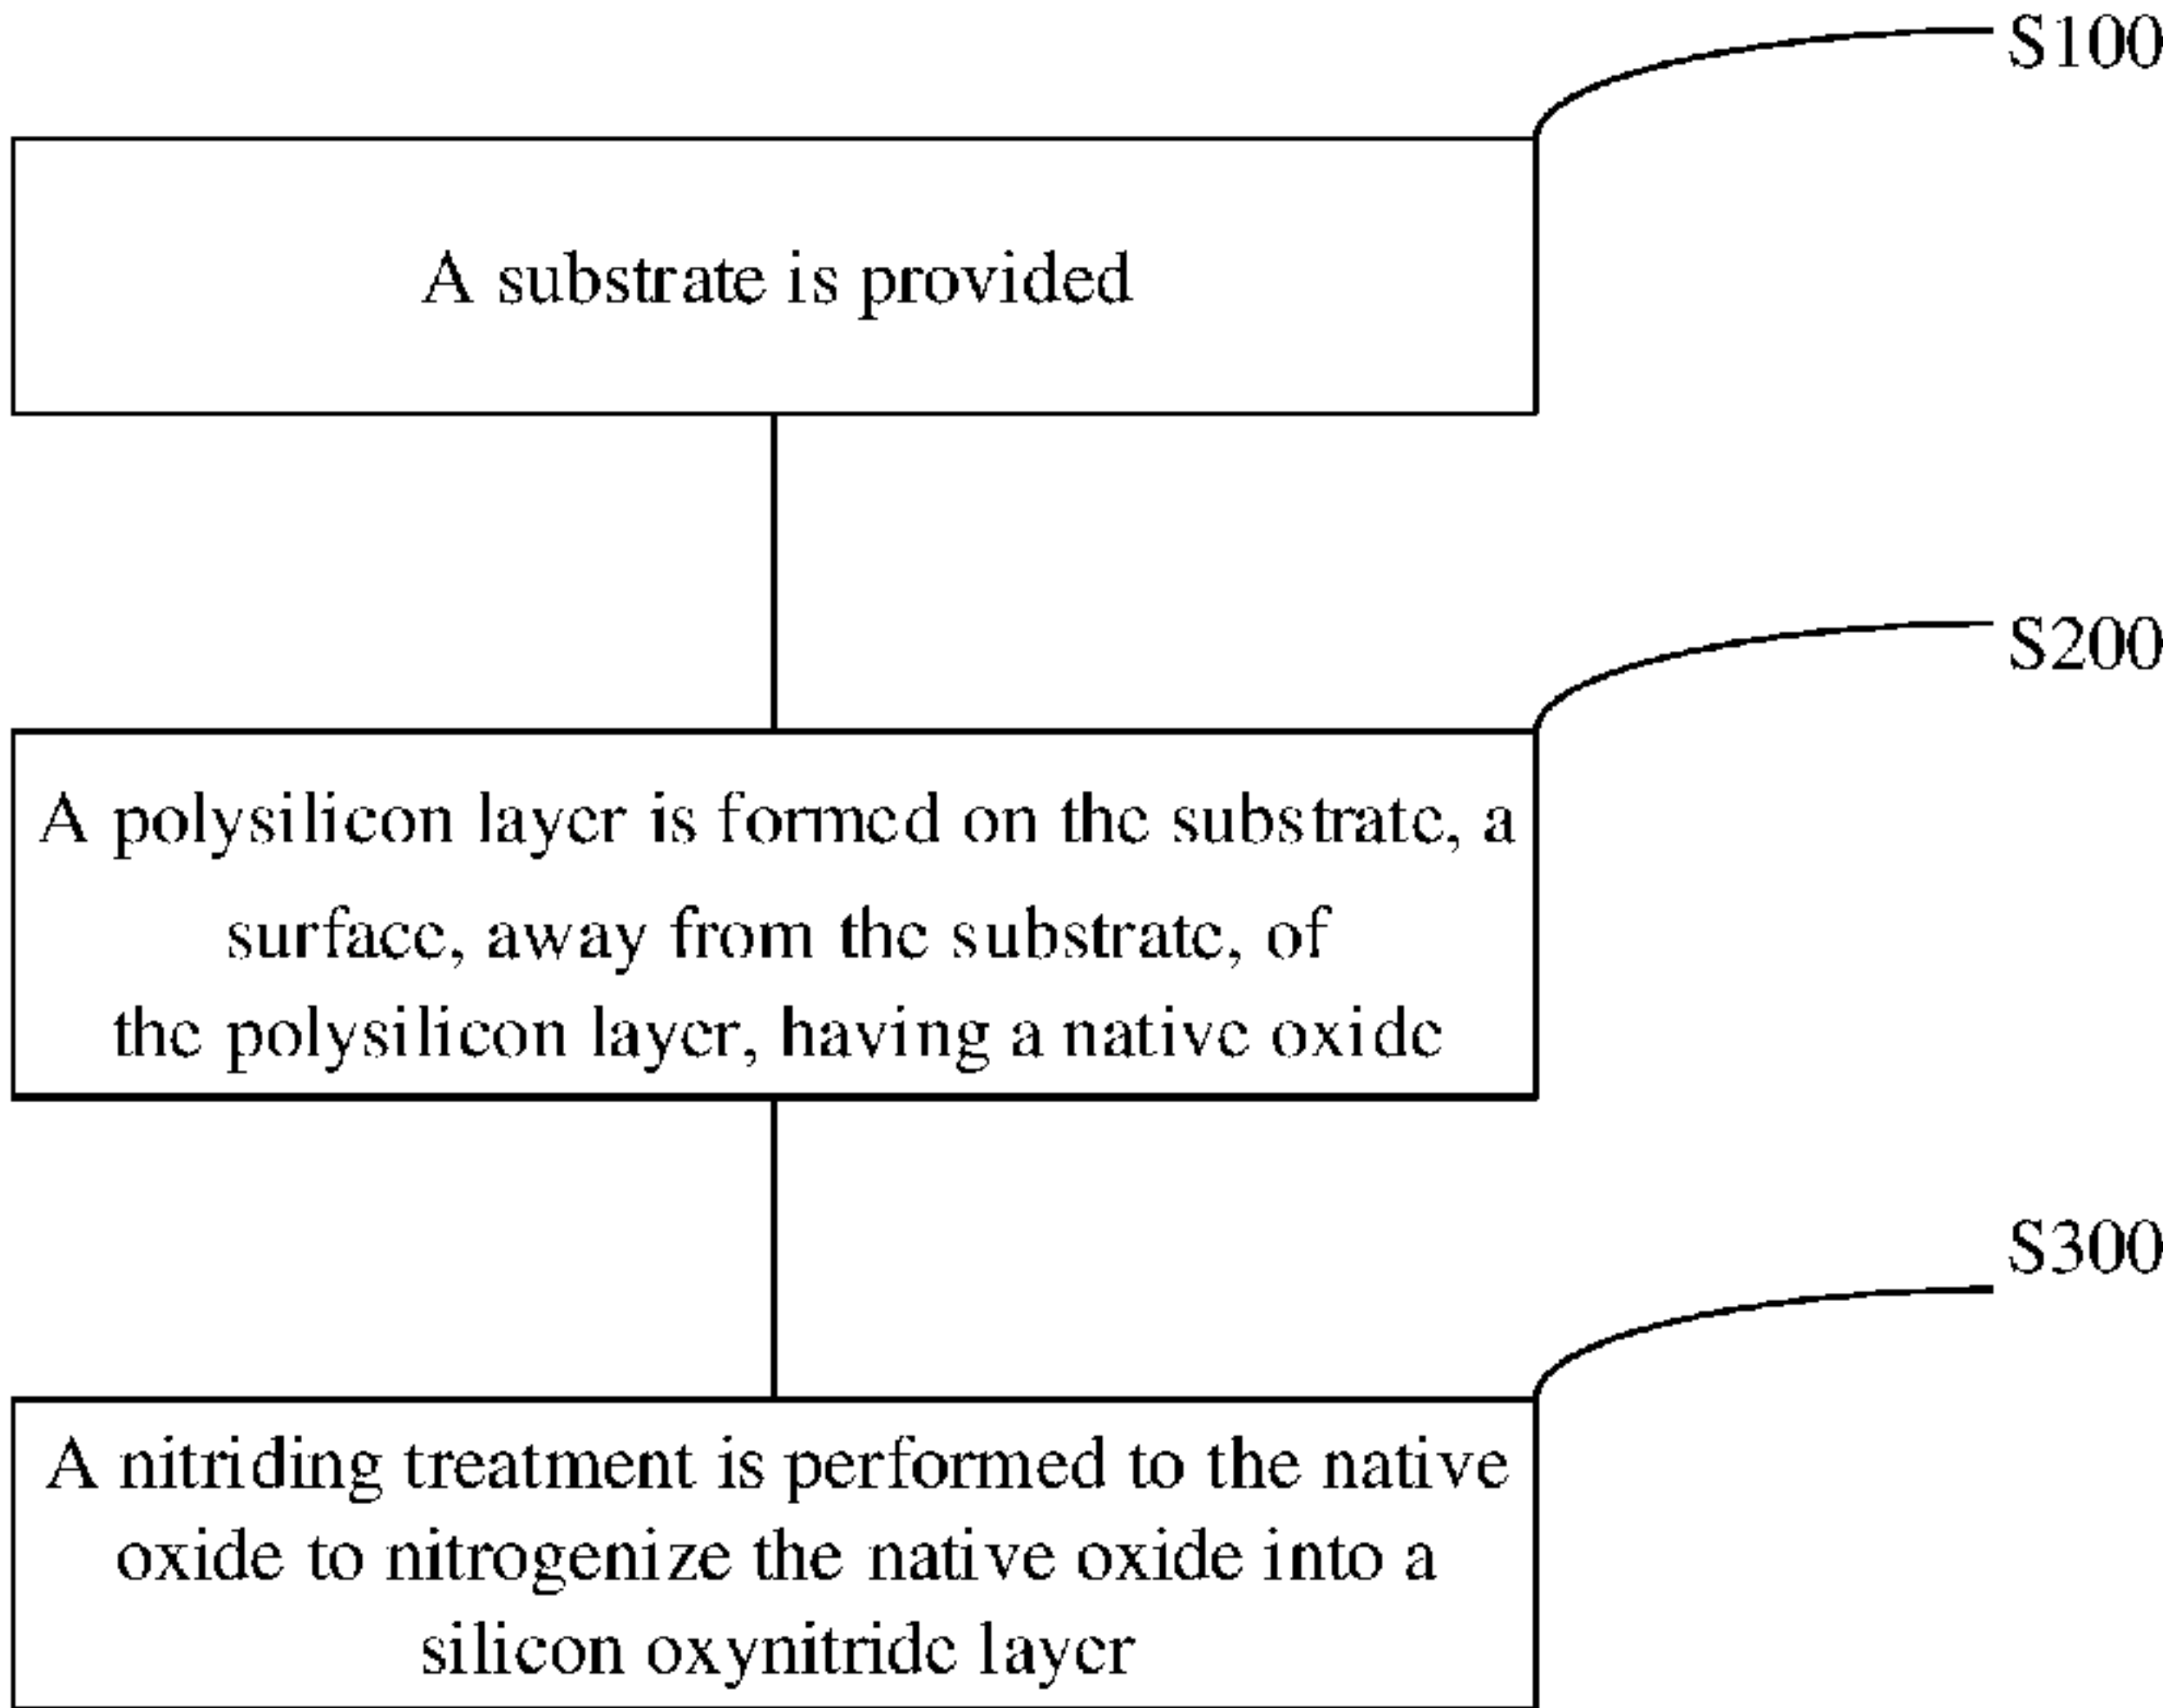 S100
A substrate is provided
S200
A polysilicon layer is formed on the substrate, a
surface, away from the substrate, of
the polysilicon layer, having a native oxide
S300
A nitriding treatment is performed to the native
oxide to nitrogenize the native oxide into a
silicon oxynitride layer